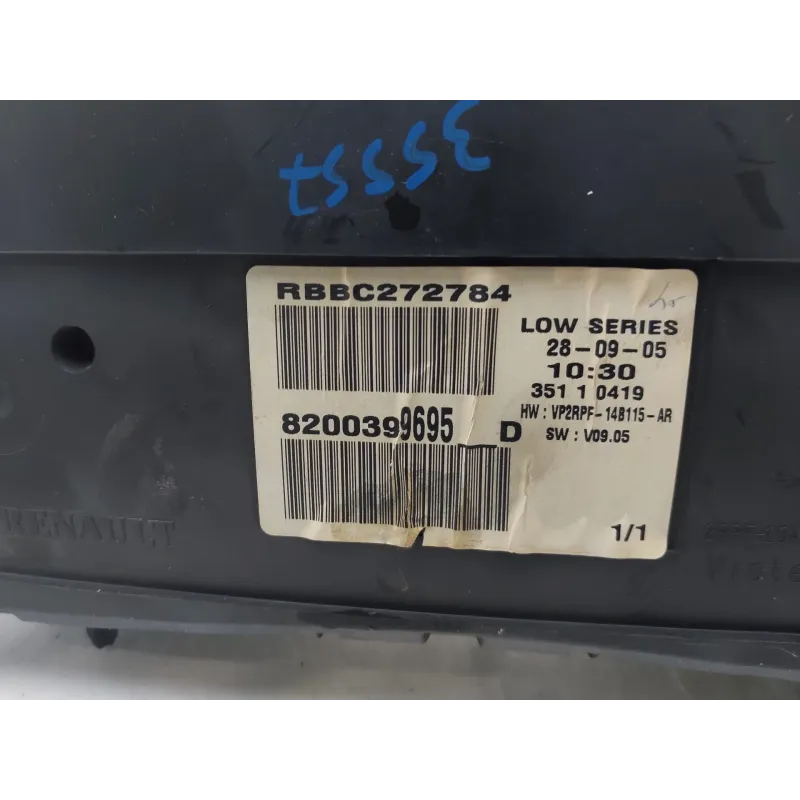 35557
RBBC272784
LOW SERIES
28-09-05
10:30
351 1 0419
HW : VP2RPF-14B115-AR
SW : V09.05
8200399695__D
1/1
RENAULT